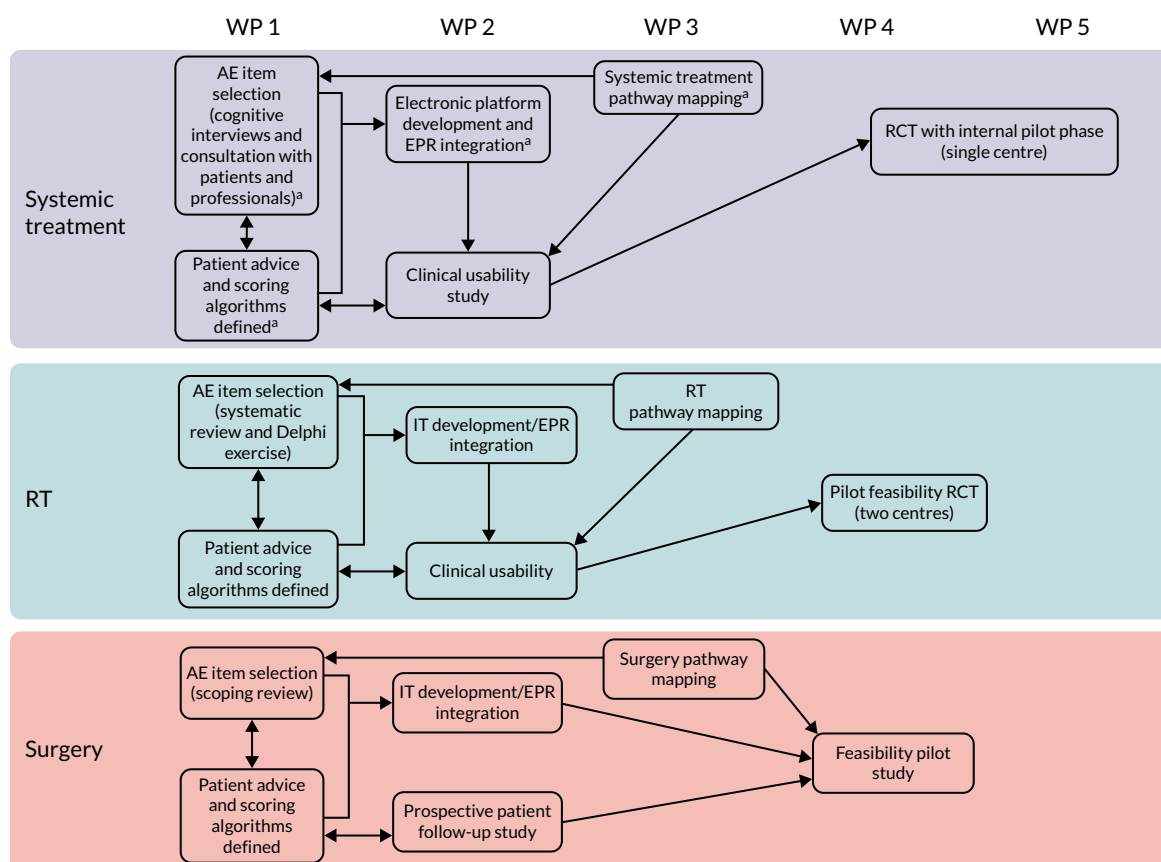 WP 1
WP 2
WP 3
WP 4
WP 5
Systemic
treatment
AE item
selection
(cognitive
interviews and
consultation with
patients and
professionals)ᵃ
Patient advice
and scoring
algorithms
definedᵃ
Electronic platform
development and
EPR integrationᵃ
Clinical usability
study
Systemic treatment
pathway mappingᵃ
RCT with internal pilot phase
(single centre)
RT
AE item selection
(systematic
review and Delphi
exercise)
Patient advice
and scoring
algorithms defined
IT development/EPR
integration
Clinical usability
RT
pathway mapping
Pilot feasibility RCT
(two centres)
Surgery
AE item selection
(scoping review)
Patient advice
and scoring
algorithms
defined
IT development/EPR
integration
Prospective patient
follow-up study
Surgery pathway
mapping
Feasibility pilot
study